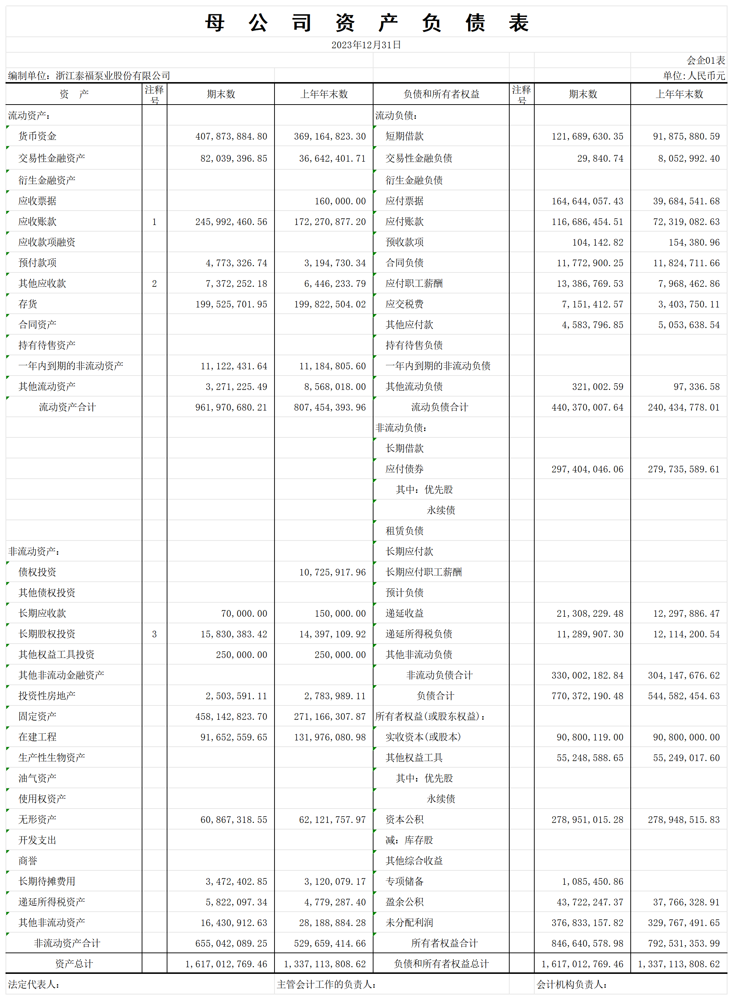 母 公 司 资 产 负 债 表
2023年12月31日
会企01表
编制单位：浙江泰福泵业股份有限公司 单位:人民币元
资 产 注释号 期末数 上年年末数 负债和所有者权益 注释号 期末数 上年年末数
流动资产： 流动负债：
货币资金 407,873,884.80 369,164,823.30 短期借款 121,689,630.35 91,875,880.59
交易性金融资产 82,039,396.85 36,642,401.71 交易性金融负债 29,840.74 8,052,992.40
衍生金融资产 衍生金融负债
应收票据 160,000.00 应付票据 164,644,057.43 39,684,541.68
应收账款 1 245,992,460.56 172,270,877.20 应付账款 116,686,454.51 72,319,082.63
应收款项融资 预收款项 104,142.82 154,380.96
预付款项 4,773,326.74 3,194,730.34 合同负债 11,772,900.25 11,824,711.66
其他应收款 2 7,372,252.18 6,446,233.79 应付职工薪酬 13,386,769.53 7,968,462.86
存货 199,525,701.95 199,822,504.02 应交税费 7,151,412.57 3,403,750.11
合同资产 其他应付款 4,583,796.85 5,053,638.54
持有待售资产 持有待售负债
一年内到期的非流动资产 11,122,431.64 11,184,805.60 一年内到期的非流动负债
其他流动资产 3,271,225.49 8,568,018.00 其他流动负债 321,002.59 97,336.58
流动资产合计 961,970,680.21 807,454,393.96 流动负债合计 440,370,007.64 240,434,778.01
非流动负债：
长期借款
应付债券 297,404,046.06 279,735,589.61
其中：优先股
永续债
租赁负债
非流动资产： 长期应付款
债权投资 10,725,917.96 长期应付职工薪酬
其他债权投资 预计负债
长期应收款 70,000.00 150,000.00 递延收益 21,308,229.48 12,297,886.47
长期股权投资 3 15,830,383.42 14,397,109.92 递延所得税负债 11,289,907.30 12,114,200.54
其他权益工具投资 250,000.00 250,000.00 其他非流动负债
其他非流动金融资产 非流动负债合计 330,002,182.84 304,147,676.62
投资性房地产 2,503,591.11 2,783,989.11 负债合计 770,372,190.48 544,582,454.63
固定资产 458,142,823.70 271,166,307.87 所有者权益(或股东权益)：
在建工程 91,652,559.65 131,976,080.98 实收资本(或股本) 90,800,119.00 90,800,000.00
生产性生物资产 其他权益工具 55,248,588.65 55,249,017.60
油气资产 其中：优先股
使用权资产 永续债
无形资产 60,867,318.55 62,121,757.97 资本公积 278,951,015.28 278,948,515.83
开发支出 减：库存股
商誉 其他综合收益
长期待摊费用 3,472,402.85 3,120,079.17 专项储备 1,085,450.86
递延所得税资产 5,822,097.34 4,779,287.40 盈余公积 43,722,247.37 37,766,328.91
其他非流动资产 16,430,912.63 28,188,884.28 未分配利润 376,833,157.82 329,767,491.65
非流动资产合计 655,042,089.25 529,659,414.66 所有者权益合计 846,640,578.98 792,531,353.99
资产总计 1,617,012,769.46 1,337,113,808.62 负债和所有者权益总计 1,617,012,769.46 1,337,113,808.62
法定代表人： 主管会计工作的负责人： 会计机构负责人：